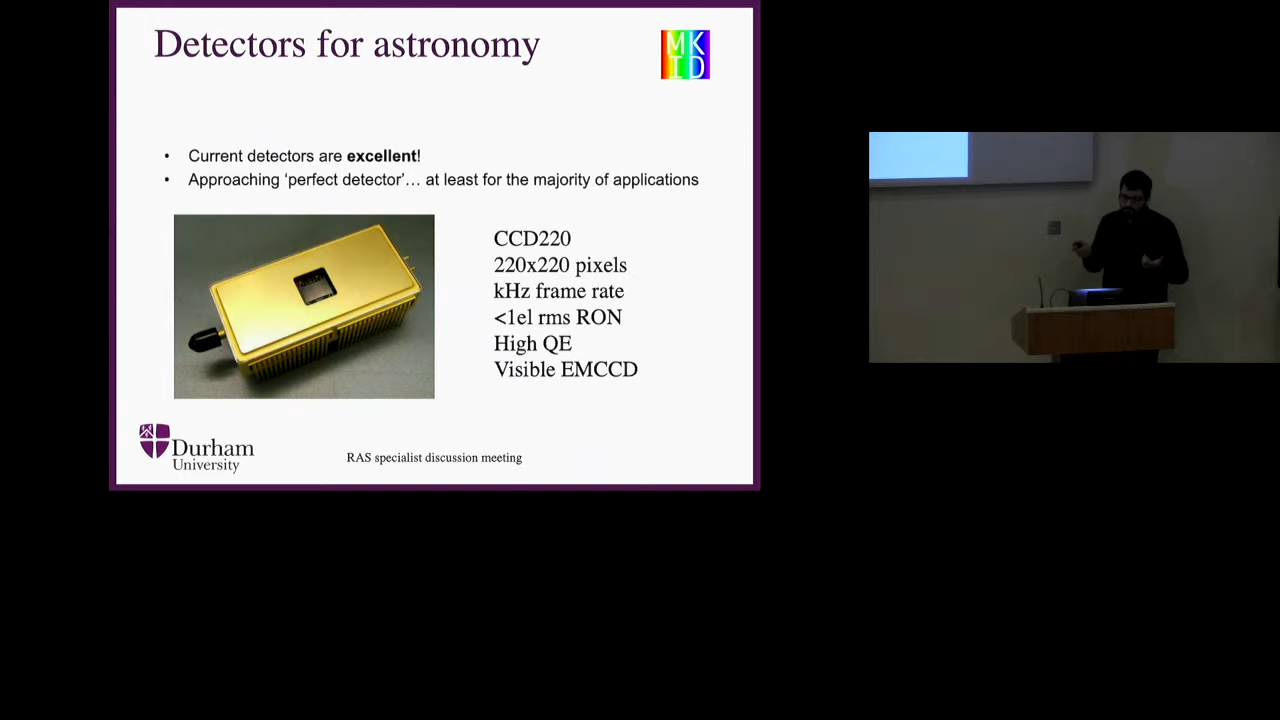 Detectors for astronomy
MK
ID
• Current detectors are excellent!
• Approaching ‘perfect detector’… at least for the majority of applications
CCD220
220x220 pixels
kHz frame rate
<1el rms RON
High QE
Visible EMCCD
Durham
University
RAS specialist discussion meeting